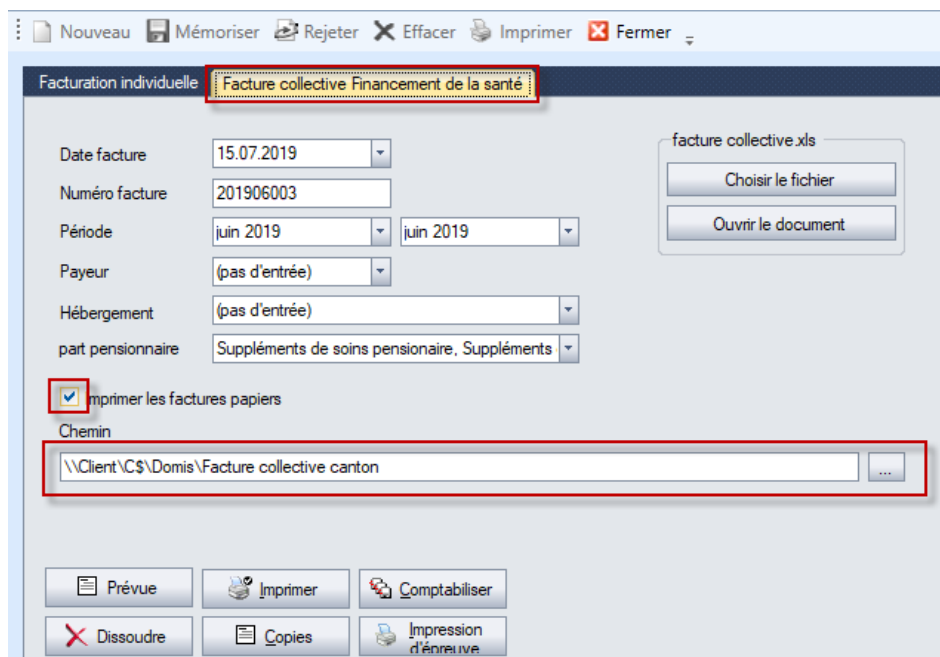 Nouveau Mémoriser Rejeter Effacer Imprimer Fermer
Facturation individuelle Facture collective Financement de la santé
Date facture 15.07.2019
Numéro facture 201906003
Période juin 2019 juin 2019
Payeur (pas d'entrée)
Hébergement (pas d'entrée)
part pensionnaire Suppléments de soins pensionaire, Suppléments
facture collective.xls
Choisir le fichier
Ouvrir le document
Imprimer les factures papiers
Chemin
\\Client\C$\Domis\Facture collective canton ...
Prévue Imprimer Comptabiliser
Dissoudre Copies Impression
d'épreuve